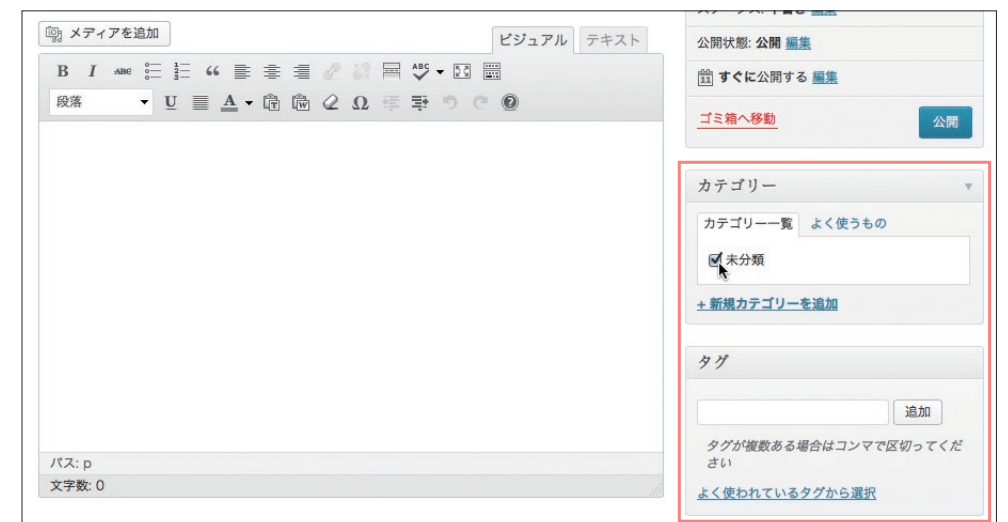 メディアを追加
ビジュアル テキスト
B I ABC “ ABC
段落 U A T W Ω
パス: p
文字数: 0
公開状態: 公開 編集
すぐに公開する 編集
ゴミ箱へ移動 公開
カテゴリー
カテゴリー一覧 よく使うもの
未分類
+ 新規カテゴリーを追加
タグ
追加
タグが複数ある場合はコンマで区切ってくだ
さい
よく使われているタグから選択